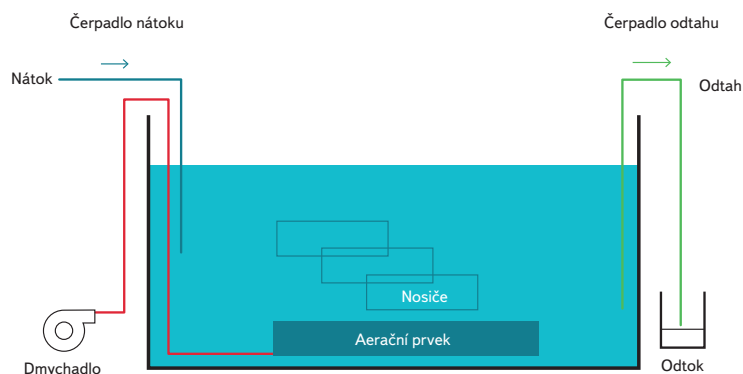 Čerpadlo nátoku
Čerpadlo odtahu
Nátok
Odtah
Nosiče
Aerační prvek
Dmychadlo
Odtok